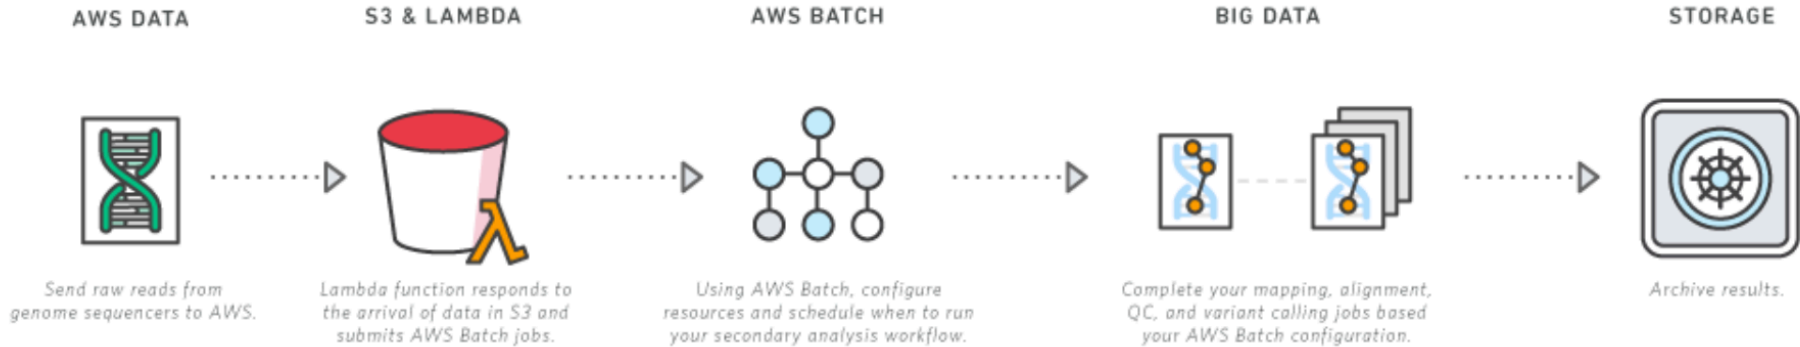 AWS DATA
S3 & LAMBDA
AWS BATCH
BIG DATA
STORAGE
Send raw reads from
genome sequencers to AWS.
Lambda function responds to
the arrival of data in S3 and
submits AWS Batch jobs.
Using AWS Batch, configure
resources and schedule when to run
your secondary analysis workflow.
Complete your mapping, alignment,
QC, and variant calling jobs based
your AWS Batch configuration.
Archive results.